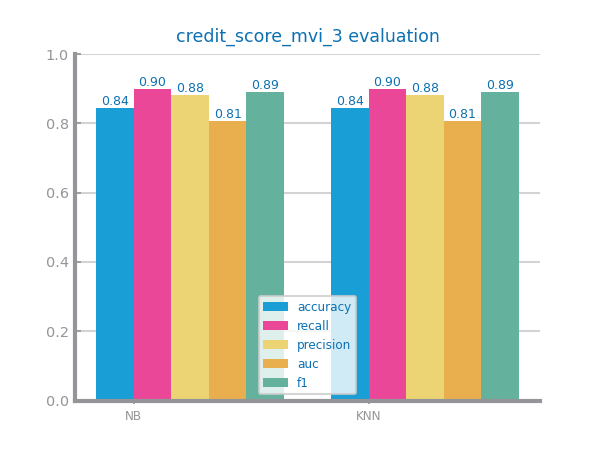 credit_score_mvi_3 evaluation
1.0
0.8
0.6
0.4
0.2
0.0
0.84
0.90
0.88
0.81
0.89
0.84
0.90
0.88
0.81
0.89
accuracy
recall
precision
auc
f1
NB
KNN